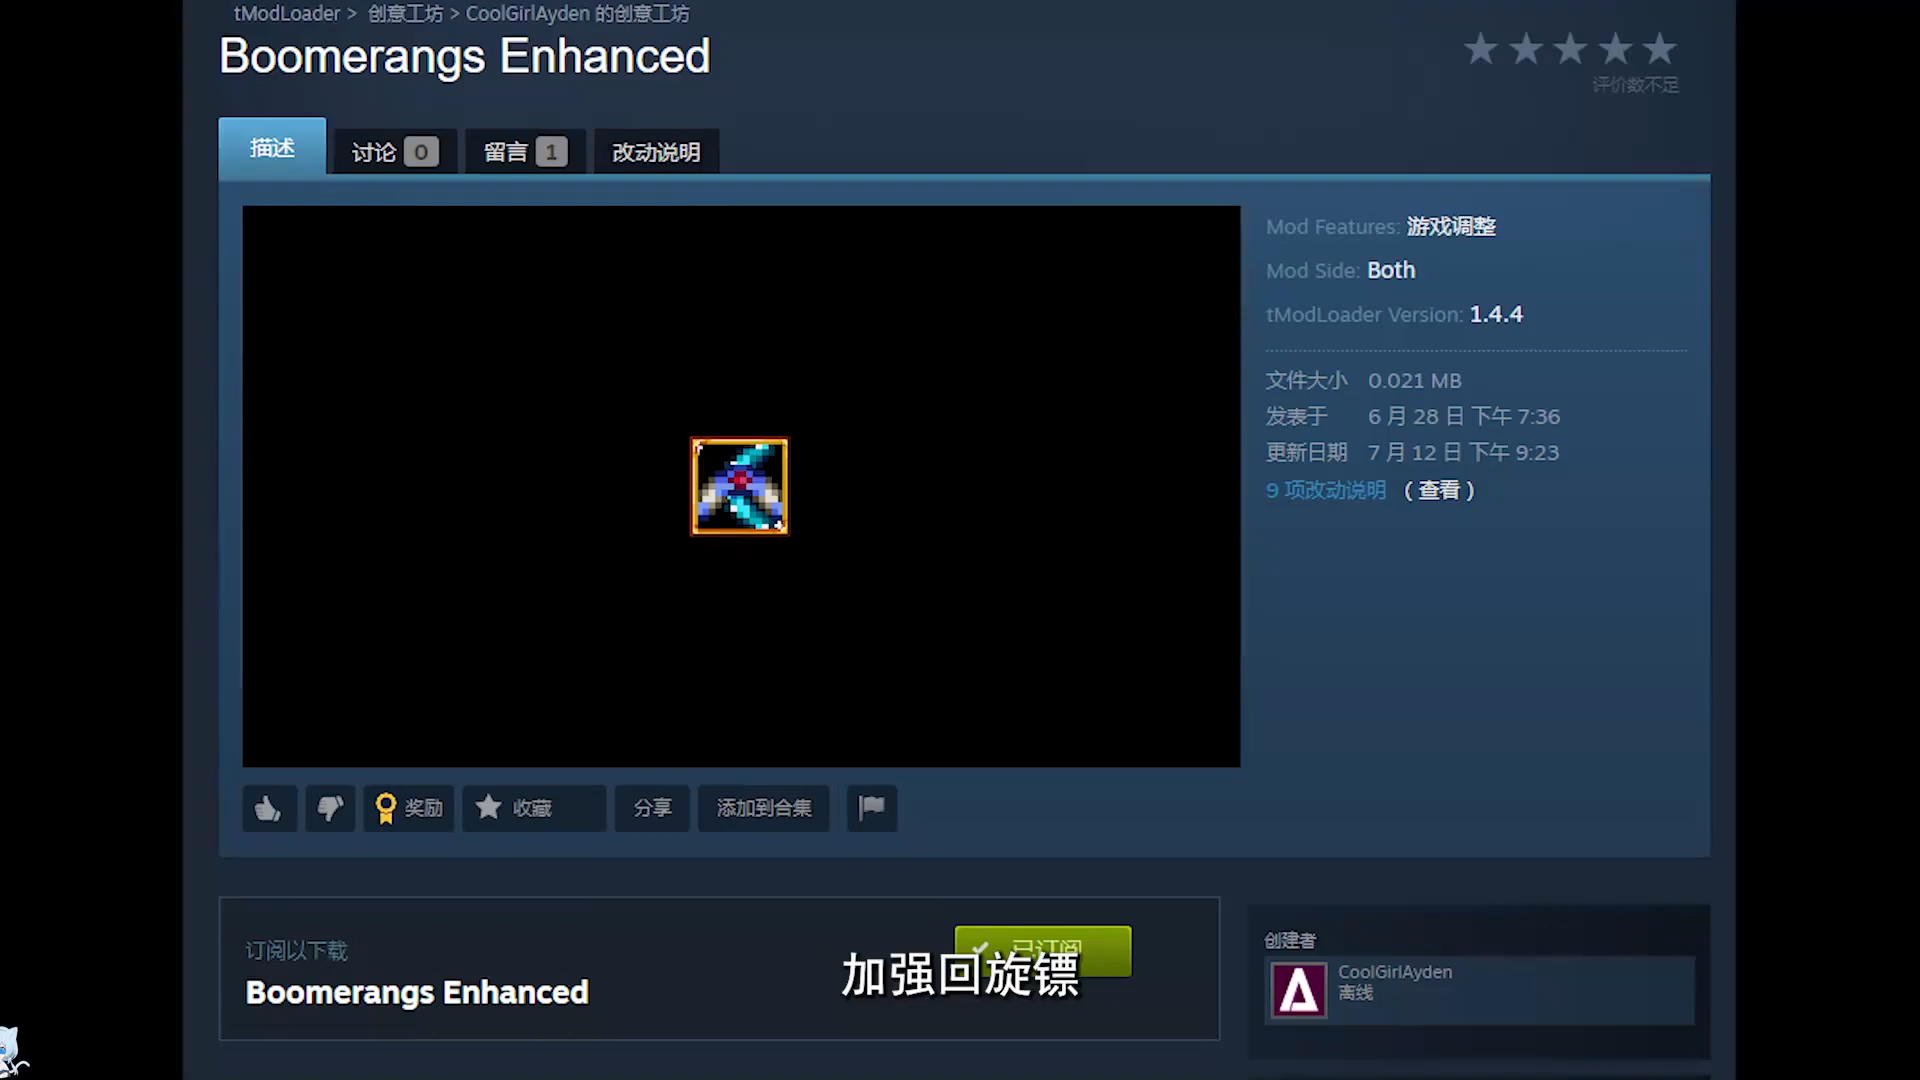 tModLoader > 创意工坊 > CoolGirlAyden 的创意工坊
Boomerangs Enhanced
评价数不足
描述
讨论 0
留言 1
改动说明
Mod Features: 游戏调整
Mod Side: Both
tModLoader Version: 1.4.4
文件大小 0.021 MB
发表于 6 月 28 日 下午 7:36
更新日期 7 月 12 日 下午 9:23
9 项改动说明 ( 查看 )
奖励
收藏
分享
添加到合集
订阅以下载
Boomerangs Enhanced
已订阅
加强回旋镖
创建者
CoolGirlAyden
离线